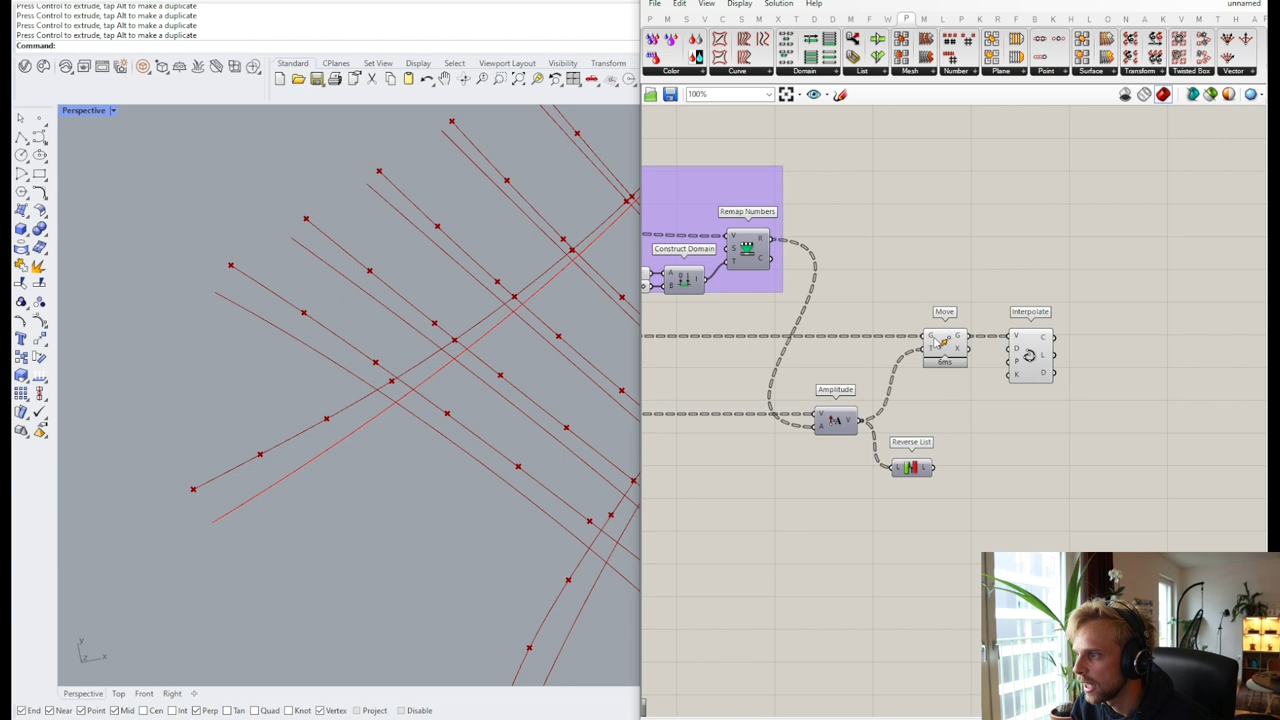 Press Control to extrude, tap Alt to make a duplicate
Press Control to extrude, tap Alt to make a duplicate
Press Control to extrude, tap Alt to make a duplicate
Press Control to extrude, tap Alt to make a duplicate
Command:
Standard CPlanes Set View Display Select Viewport Layout Visibility
Perspective
File Edit View Display Solution Help unnamed
P M S V C S M X T D D M F W D P M L P C R F B O U N E A T S M T S T W H A F
Color Curve Domain List Mesh Number Plane Point Surface Transform Twisted Box Vector
100%
Remap Numbers
V R
S
T C
Construct Domain
A I
B
Move
G G
T X
6ms
Interpolate
V C
D
P L
K D
Amplitude
V V
A
Reverse List
L L
y
z x
Perspective Top Front Right
End Near Point Mid Cen Int Perp Tan Quad Knot Vertex Project Disable